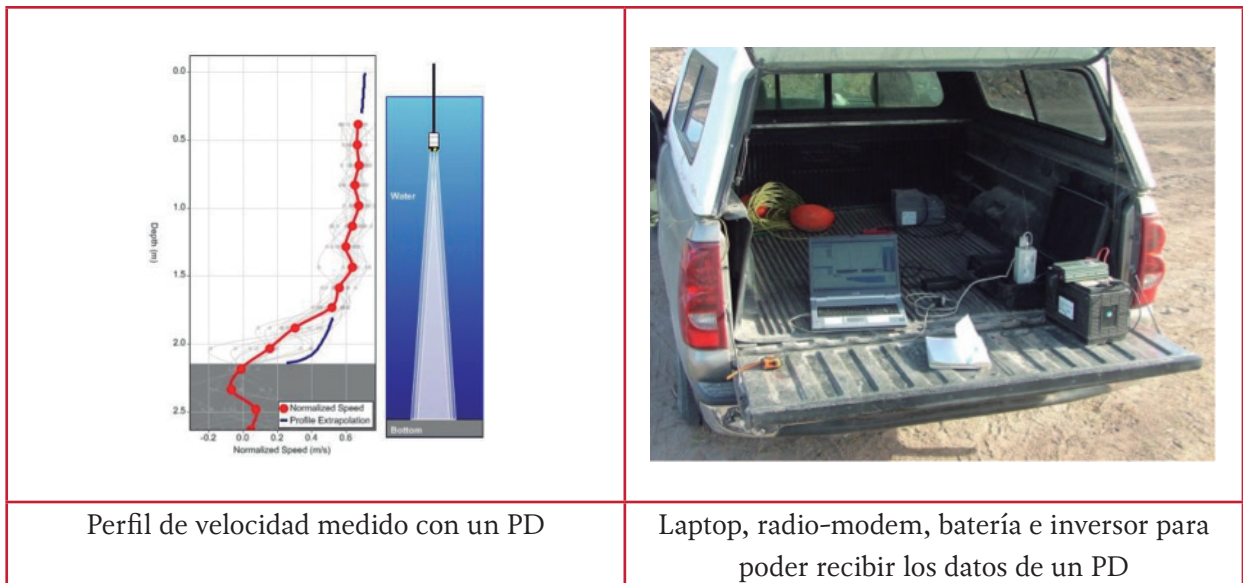 0.0
0.5
1.0
1.5
2.0
2.5
Depth (m)
Normalized Speed
Profile Extrapolation
-0.2 0.0 0.2 0.4 0.6
Normalized Speed (m/s)
Water
Bottom
Perfil de velocidad medido con un PD
Laptop, radio-modem, batería e inversor para
poder recibir los datos de un PD